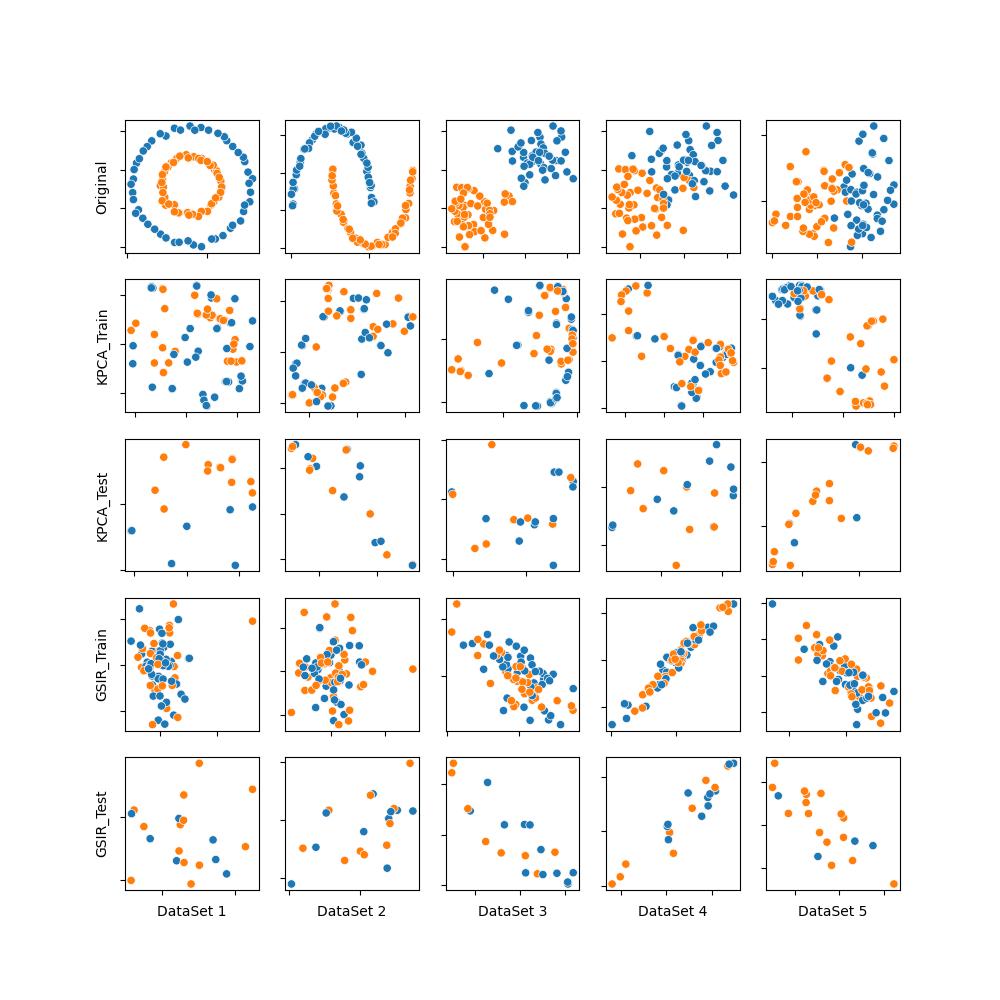 Original
KPCA_Train
KPCA_Test
GSIR_Train
GSIR_Test
DataSet 1
DataSet 2
DataSet 3
DataSet 4
DataSet 5